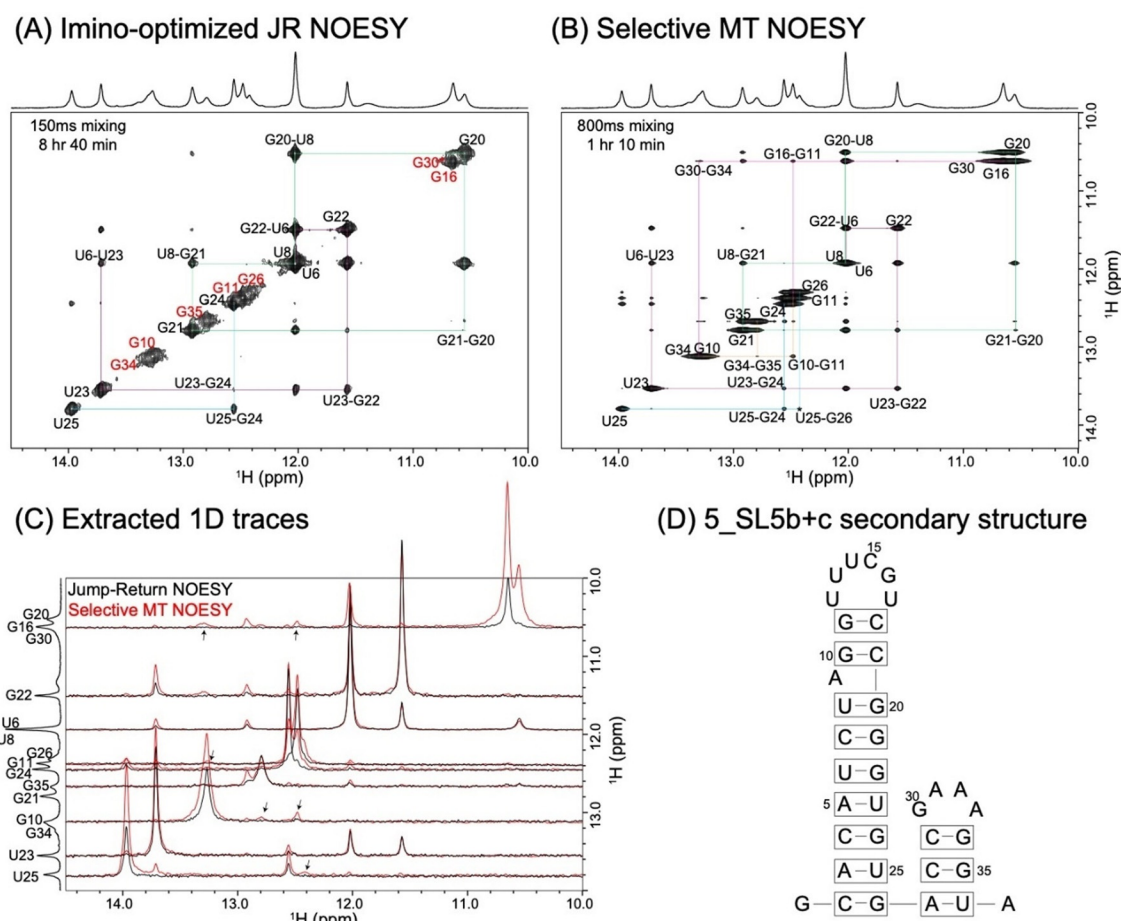 (A) Imino-optimized JR NOESY
150ms mixing
8 hr 40 min
G20-U8
G20
G30
G16
G22-U6
G22
U6-U23
U8-G21
U8
U6
G26
G11
G24
G35
G21
G21-G20
G10
G34
U23
U23-G24
U23-G22
U25
U25-G24
14.0 13.0 12.0 11.0 10.0
¹H (ppm)
(B) Selective MT NOESY
800ms mixing
1 hr 10 min
G20-U8
G20
G16-G11
G30-G34
G30
G16
G22-U6
G22
U6-U23
U8-G21
U8
U6
G26
G11
G35
G24
G21
G21-G20
G34 G10
G34-G35
G10-G11
U23
U23-G24
U23-G22
U25
U25-G24
U25-G26
10.0
11.0
12.0
13.0
14.0
¹H (ppm)
14.0 13.0 12.0 11.0 10.0
¹H (ppm)
(C) Extracted 1D traces
Jump-Return NOESY
Selective MT NOESY
G20
G16
G30
G22
U6
U8
G26
G11
G24
G35
G21
G10
G34
U23
U25
10.0
11.0
12.0
13.0
¹H (ppm)
14.0 13.0 12.0 11.0 10.0
¹H (ppm)
(D) 5_SL5b+c secondary structure
15
U C
U G
U U
G C
10 G C
A
U G 20
C G
U G
5 A U
C G
A U 25
G C G A U A
A A
30 G A
C G
C G 35